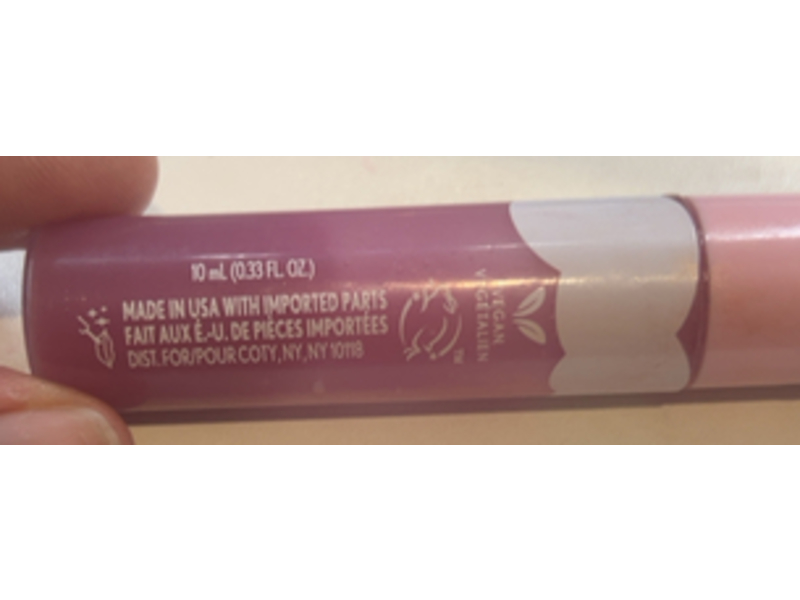 10 mL (0.33 FL. OZ.)
MADE IN USA WITH IMPORTED PARTS
FAIT AUX É.-U. DE PIÈCES IMPORTÉES
DIST. FOR/POUR COTY, NY, NY 10118
TM
VEGAN
VÉGÉTALIEN